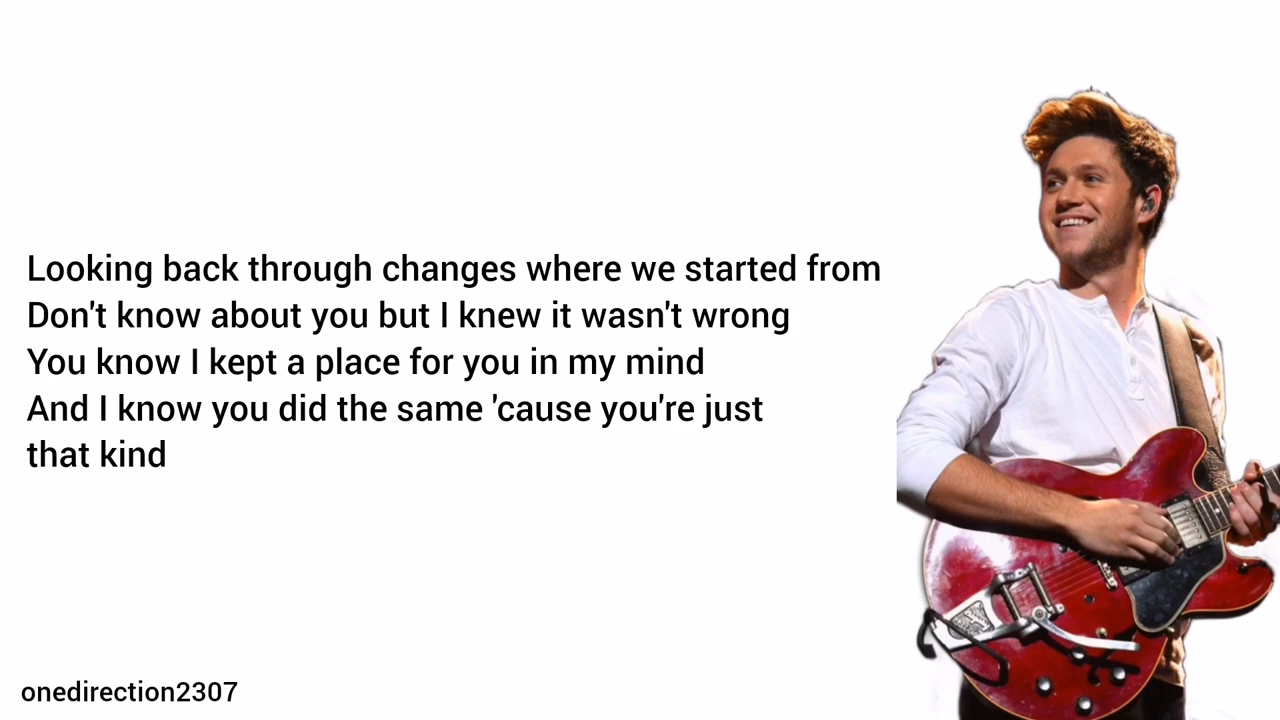 Looking back through changes where we started from
Don't know about you but I knew it wasn't wrong
You know I kept a place for you in my mind
And I know you did the same 'cause you're just
that kind
onedirection2307